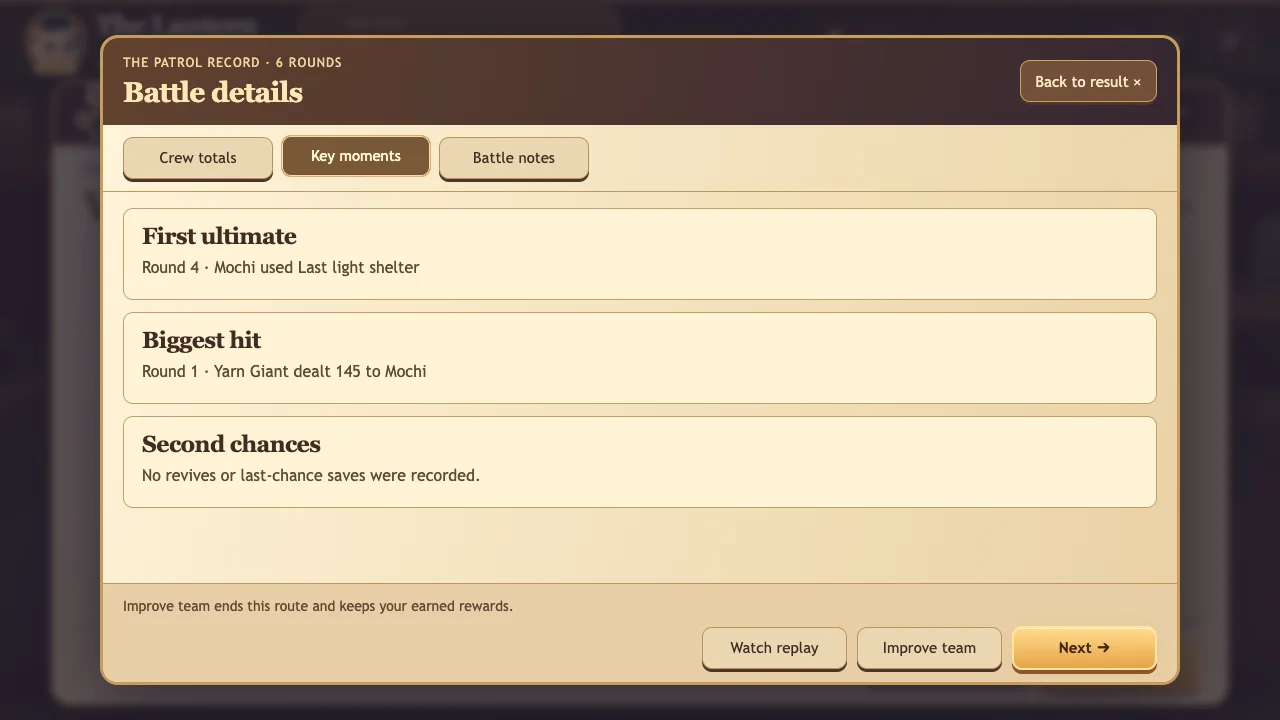 THE PATROL RECORD · 6 ROUNDS
Battle details
Back to result ×
Crew totals
Key moments
Battle notes
First ultimate
Round 4 · Mochi used Last light shelter
Biggest hit
Round 1 · Yarn Giant dealt 145 to Mochi
Second chances
No revives or last-chance saves were recorded.
Improve team ends this route and keeps your earned rewards.
Watch replay
Improve team
Next →